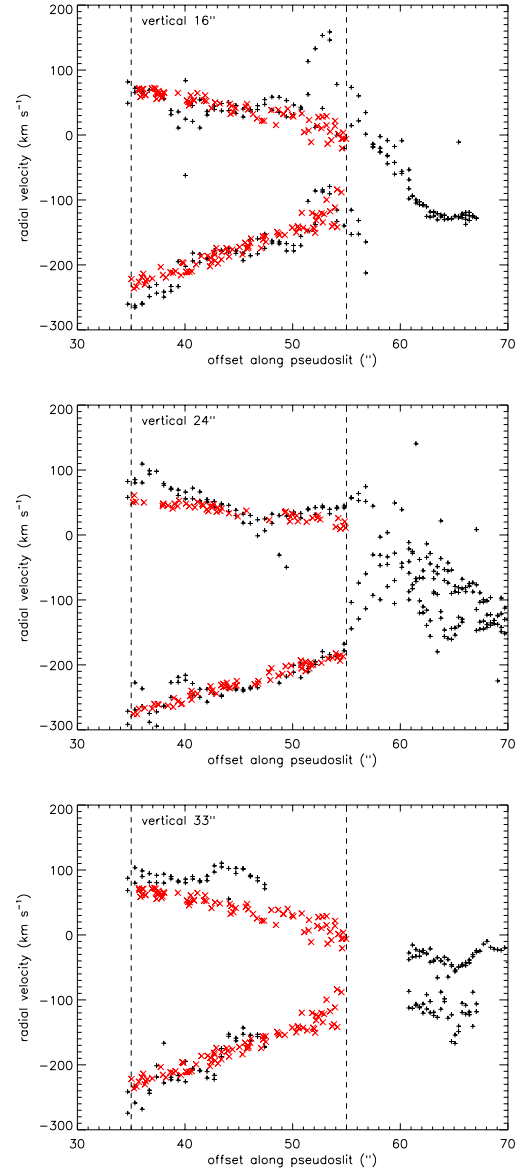 vertical 16"
200
100
0
−100
−200
−300
radial velocity (km s⁻¹)
30 40 50 60 70
offset along pseudoslit (")
vertical 24"
200
100
0
−100
−200
−300
radial velocity (km s⁻¹)
30 40 50 60 70
offset along pseudoslit (")
vertical 33"
200
100
0
−100
−200
−300
radial velocity (km s⁻¹)
30 40 50 60 70
offset along pseudoslit (")